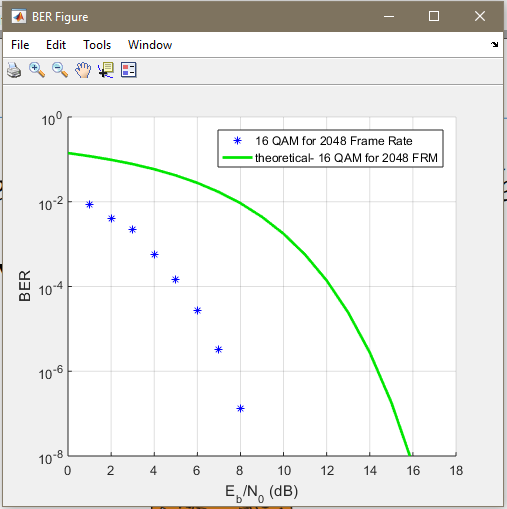 BER Figure
File Edit Tools Window
10^0
10^-2
10^-4
10^-6
10^-8
BER
16 QAM for 2048 Frame Rate
theoretical- 16 QAM for 2048 FRM
0 2 4 6 8 10 12 14 16 18
E_b/N_0 (dB)